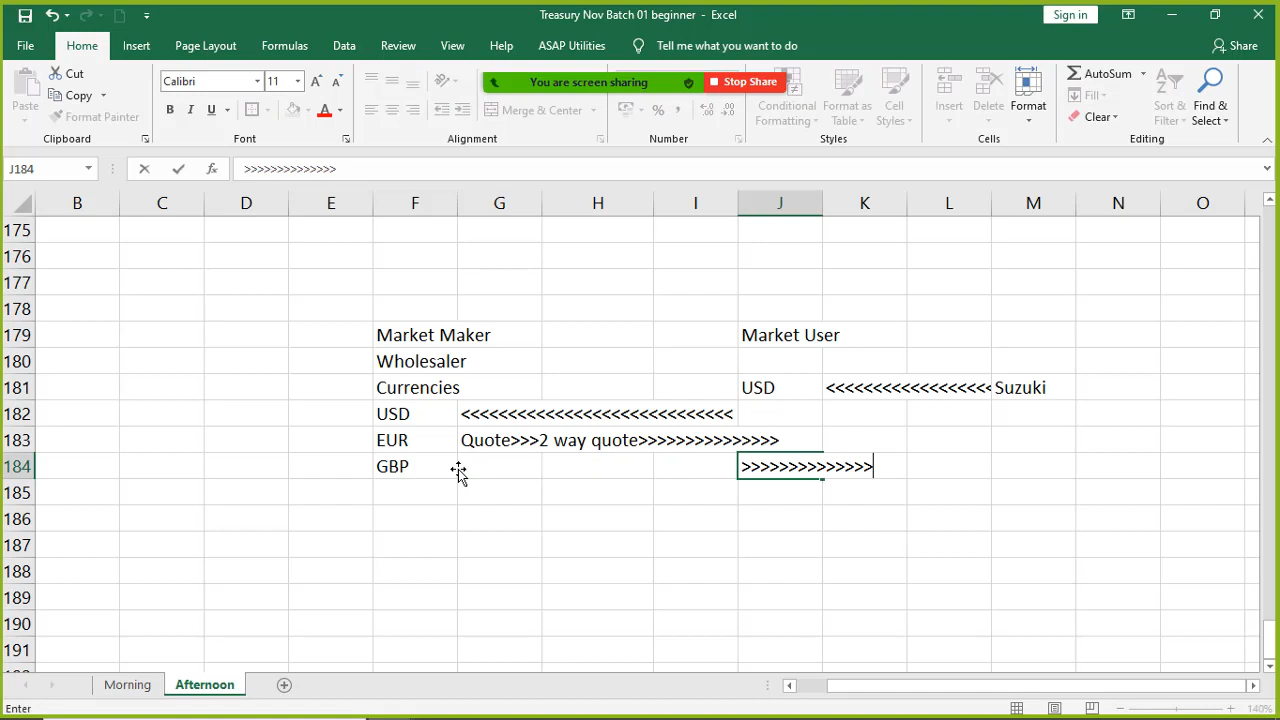 Treasury Nov Batch 01 beginner - Excel
Sign in
File Home Insert Page Layout Formulas Data Review View Help ASAP Utilities Tell me what you want to do Share
Cut
Copy
Format Painter
Paste
Clipboard
Calibri 11
B I U
Font
You are screen sharing Stop Share
Merge & Center
Alignment
%
Number
Conditional Formatting
Format as Table
Cell Styles
Styles
Insert Delete Format
Cells
AutoSum
Fill
Clear
Sort & Filter
Find & Select
Editing
J184 fx >>>>>>>>>>>>>>
B C D E F G H I J K L M N O
175
176
177
178
179 Market Maker Market User
180 Wholesaler
181 Currencies USD <<<<<<<<<<<<<<<<<< Suzuki
182 USD <<<<<<<<<<<<<<<<<<<<<<<<<<<<<
183 EUR Quote>>>2 way quote>>>>>>>>>>>>>>>
184 GBP >>>>>>>>>>>>>>
185
186
187
188
189
190
191
Morning Afternoon
Enter 140%